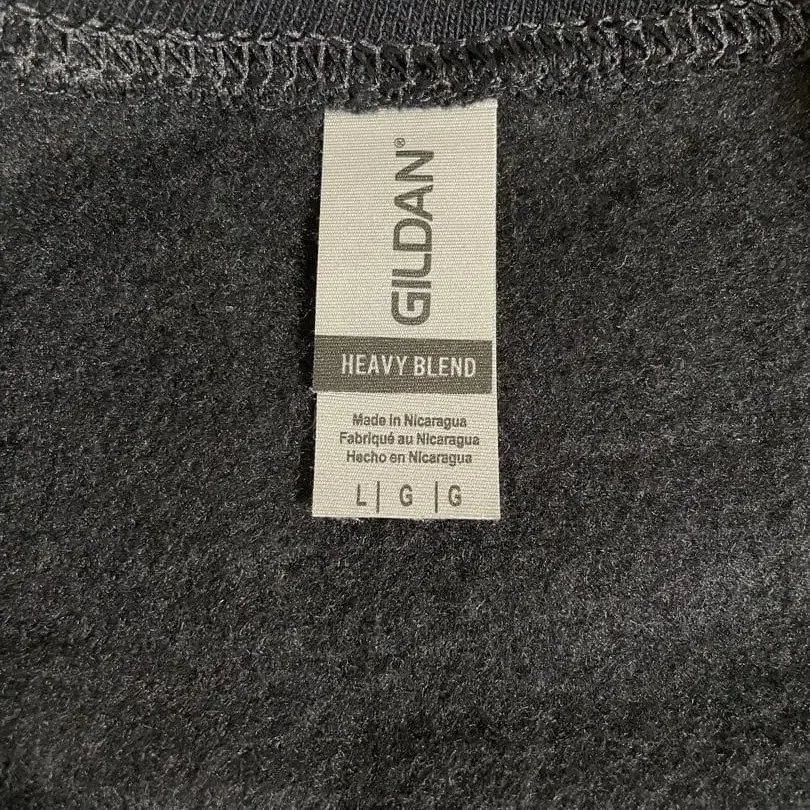 GILDAN®
HEAVY BLEND
Made in Nicaragua
Fabriqué au Nicaragua
Hecho en Nicaragua
L | G | G